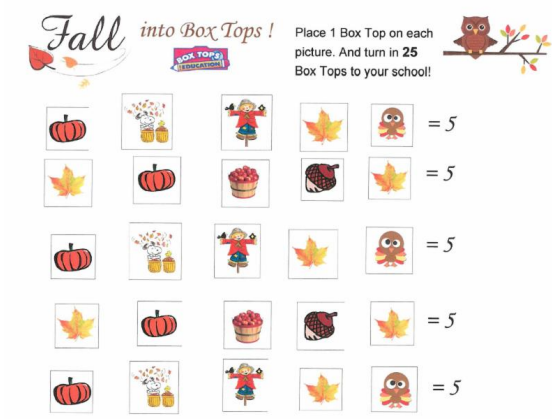 Fall into Box Tops !
BOX TOPS
EDUCATION
Place 1 Box Top on each
picture. And turn in 25
Box Tops to your school!
= 5
= 5
= 5
= 5
= 5